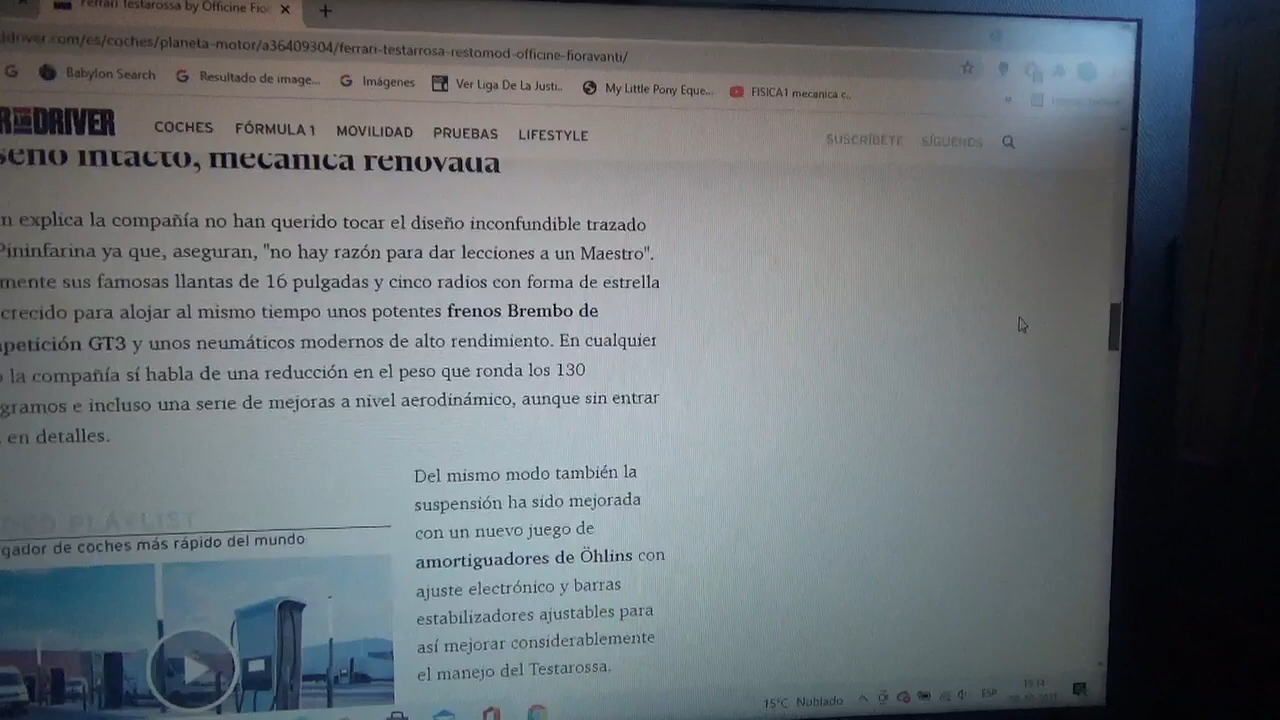 Ferrari Testarossa by Officine Fio
driver.com/es/coches/planeta-motor/a36409304/ferrari-testarrosa-restomod-officine-fioravanti/
Babylon Search Resultado de image... Imágenes Ver Liga De La Justi.. My Little Pony Eque... FISICA1 mecanica c..
DRIVER COCHES FÓRMULA 1 MOVILIDAD PRUEBAS LIFESTYLE SUSCRÍBETE SÍGUENOS
seño intacto, mecánica renovada
n explica la compañía no han querido tocar el diseño inconfundible trazado
Pininfarina ya que, aseguran, "no hay razón para dar lecciones a un Maestro".
mente sus famosas llantas de 16 pulgadas y cinco radios con forma de estrella
crecido para alojar al mismo tiempo unos potentes frenos Brembo de
petición GT3 y unos neumáticos modernos de alto rendimiento. En cualquier
o la compañía sí habla de una reducción en el peso que ronda los 130
gramos e incluso una serie de mejoras a nivel aerodinámico, aunque sin entrar
en detalles.
Del mismo modo también la
suspensión ha sido mejorada
con un nuevo juego de
amortiguadores de Öhlins con
ajuste electrónico y barras
estabilizadores ajustables para
así mejorar considerablemente
el manejo del Testarossa.
PLAYLIST
gador de coches más rápido del mundo
15°C Nublado ESP 19:14